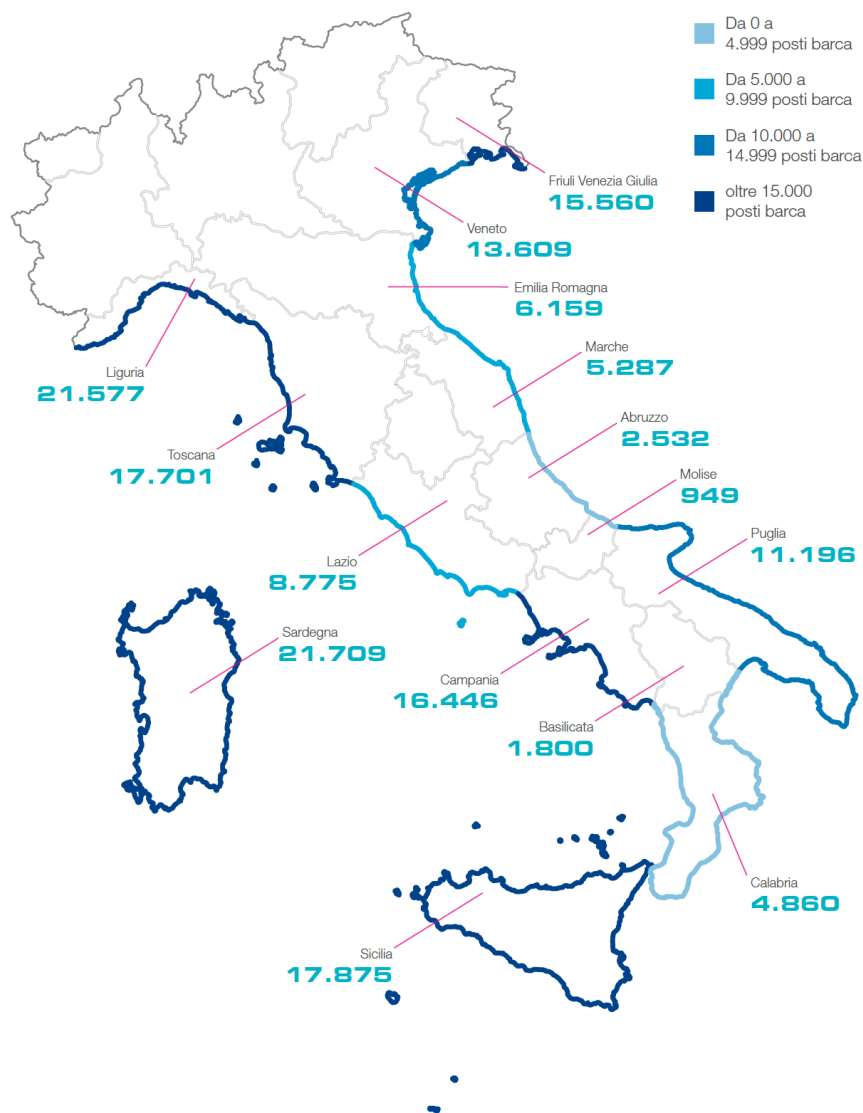 Da 0 a
4.999 posti barca
Da 5.000 a
9.999 posti barca
Da 10.000 a
14.999 posti barca
oltre 15.000
posti barca
Friuli Venezia Giulia
15.560
Veneto
13.609
Emilia Romagna
6.159
Marche
5.287
Liguria
21.577
Abruzzo
2.532
Toscana
17.701
Molise
949
Puglia
11.196
Lazio
8.775
Sardegna
21.709
Campania
16.446
Basilicata
1.800
Calabria
4.860
Sicilia
17.875